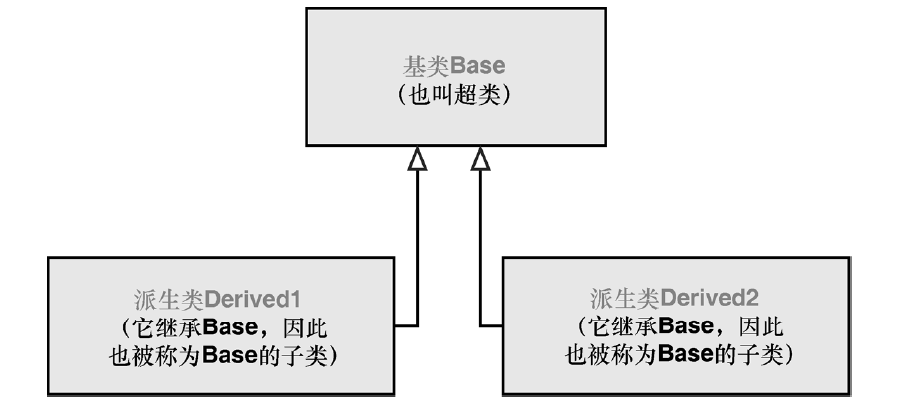 基类Base
（也叫超类）
派生类Derived1
（它继承Base，因此
也被称为Base的子类）
派生类Derived2
（它继承Base，因此
也被称为Base的子类）